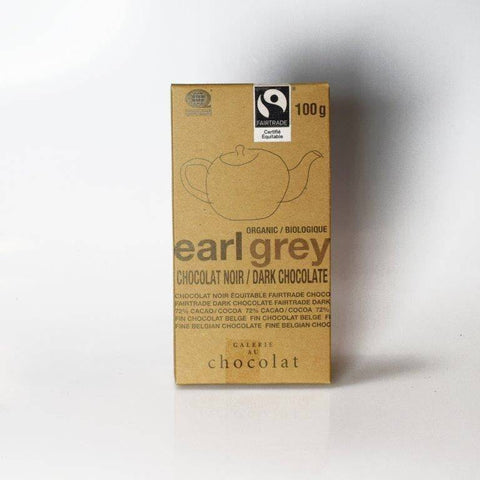 FAIRTRADE
Certifié
Équitable
100g
ORGANIC / BIOLOGIQUE
earl grey
CHOCOLAT NOIR / DARK CHOCOLATE
CHOCOLAT NOIR ÉQUITABLE FAIRTRADE CHOCO
FAIRTRADE DARK CHOCOLATE FAIRTRADE DARK
72% CACAO/COCOA 72% CACAO/COCOA 72%
FIN CHOCOLAT BELGE FIN CHOCOLAT BELGE
FINE BELGIAN CHOCOLATE FINE BELGIAN CHOC
GALERIE
AU
chocolat